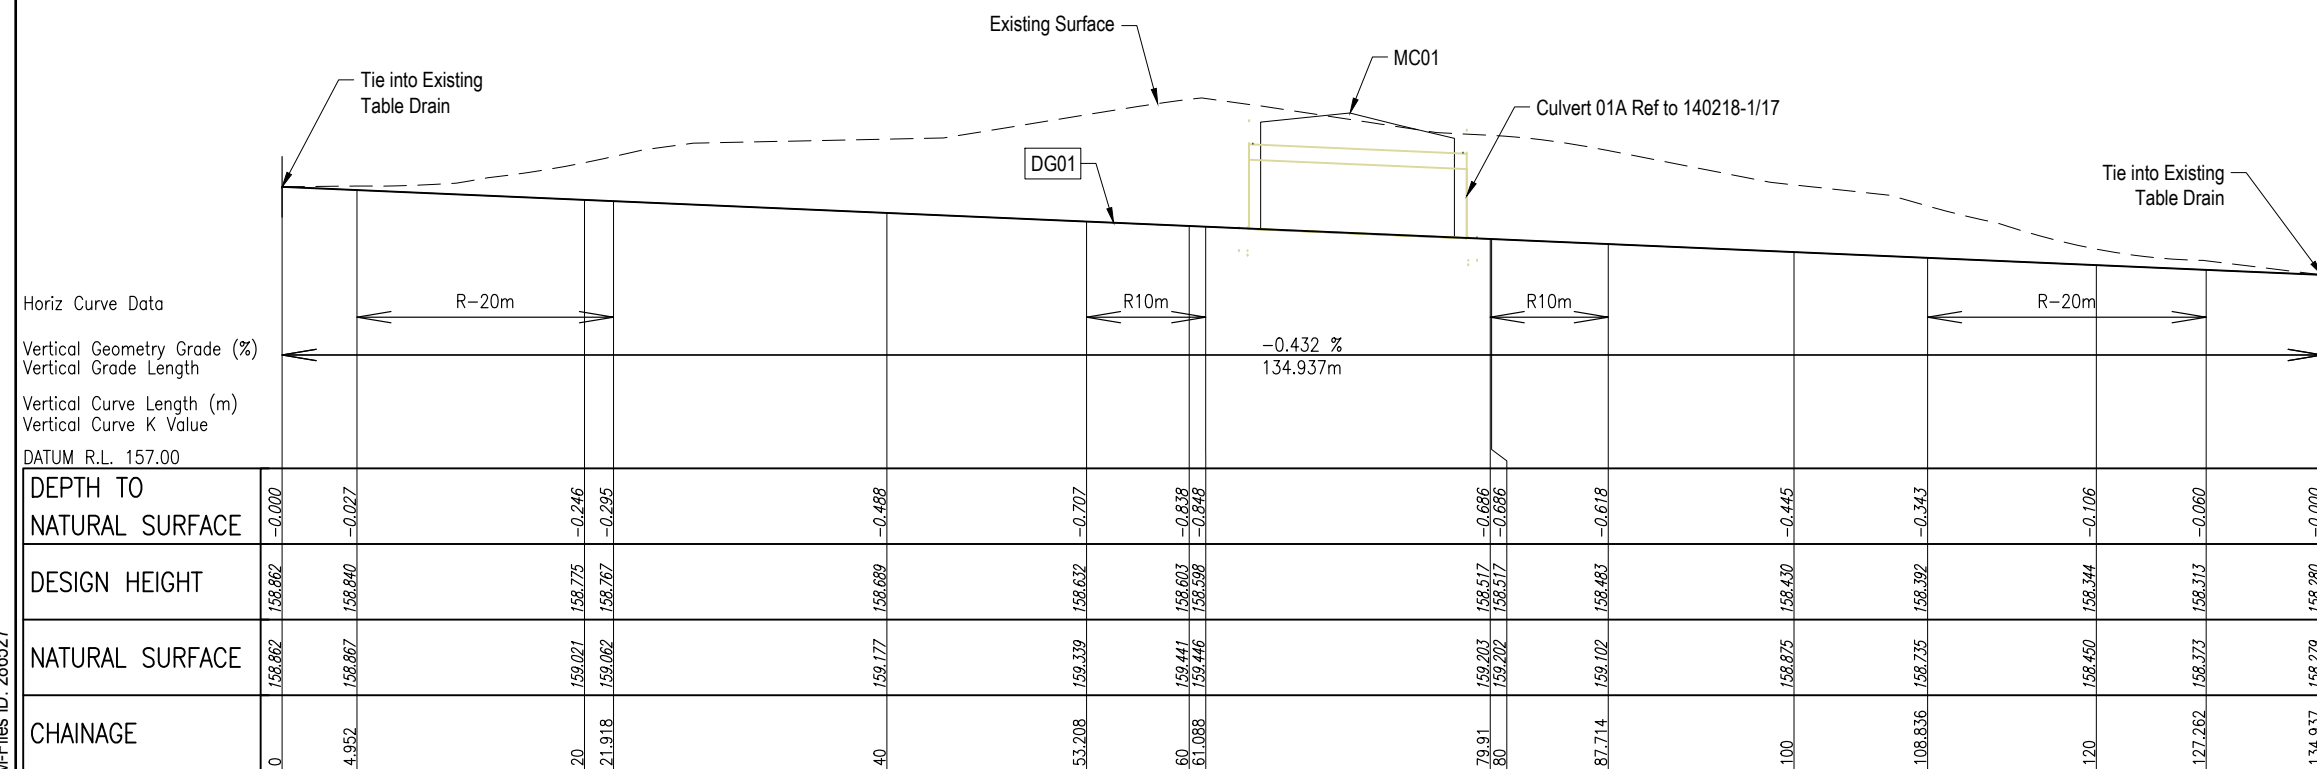 Existing Surface
MC01
Tie into Existing
Table Drain
Culvert 01A Ref to 140218-1/17
DG01
Tie into Existing
Table Drain
Horiz Curve Data
R-20m
R10m
R10m
R-20m
Vertical Geometry Grade (%)
Vertical Grade Length
-0.432 %
134.937m
Vertical Curve Length (m)
Vertical Curve K Value
DATUM R.L. 157.00
DEPTH TO
NATURAL SURFACE
-0.000 -0.027 -0.246 -0.295 -0.488 -0.707 -0.838 -0.848 -0.686 -0.686 -0.618 -0.445 -0.343 -0.106 -0.060 -0.000
DESIGN HEIGHT
158.862 158.840 158.775 158.767 158.689 158.632 158.603 158.598 158.517 158.517 158.483 158.430 158.392 158.344 158.313 158.280
NATURAL SURFACE
158.862 158.867 159.021 159.062 159.177 159.339 159.441 159.446 159.203 159.202 159.102 158.875 158.735 158.450 158.373 158.279
CHAINAGE
0 4.952 20 21.918 40 53.208 60 61.088 79.91 80 87.714 100 108.836 120 127.262 134.937